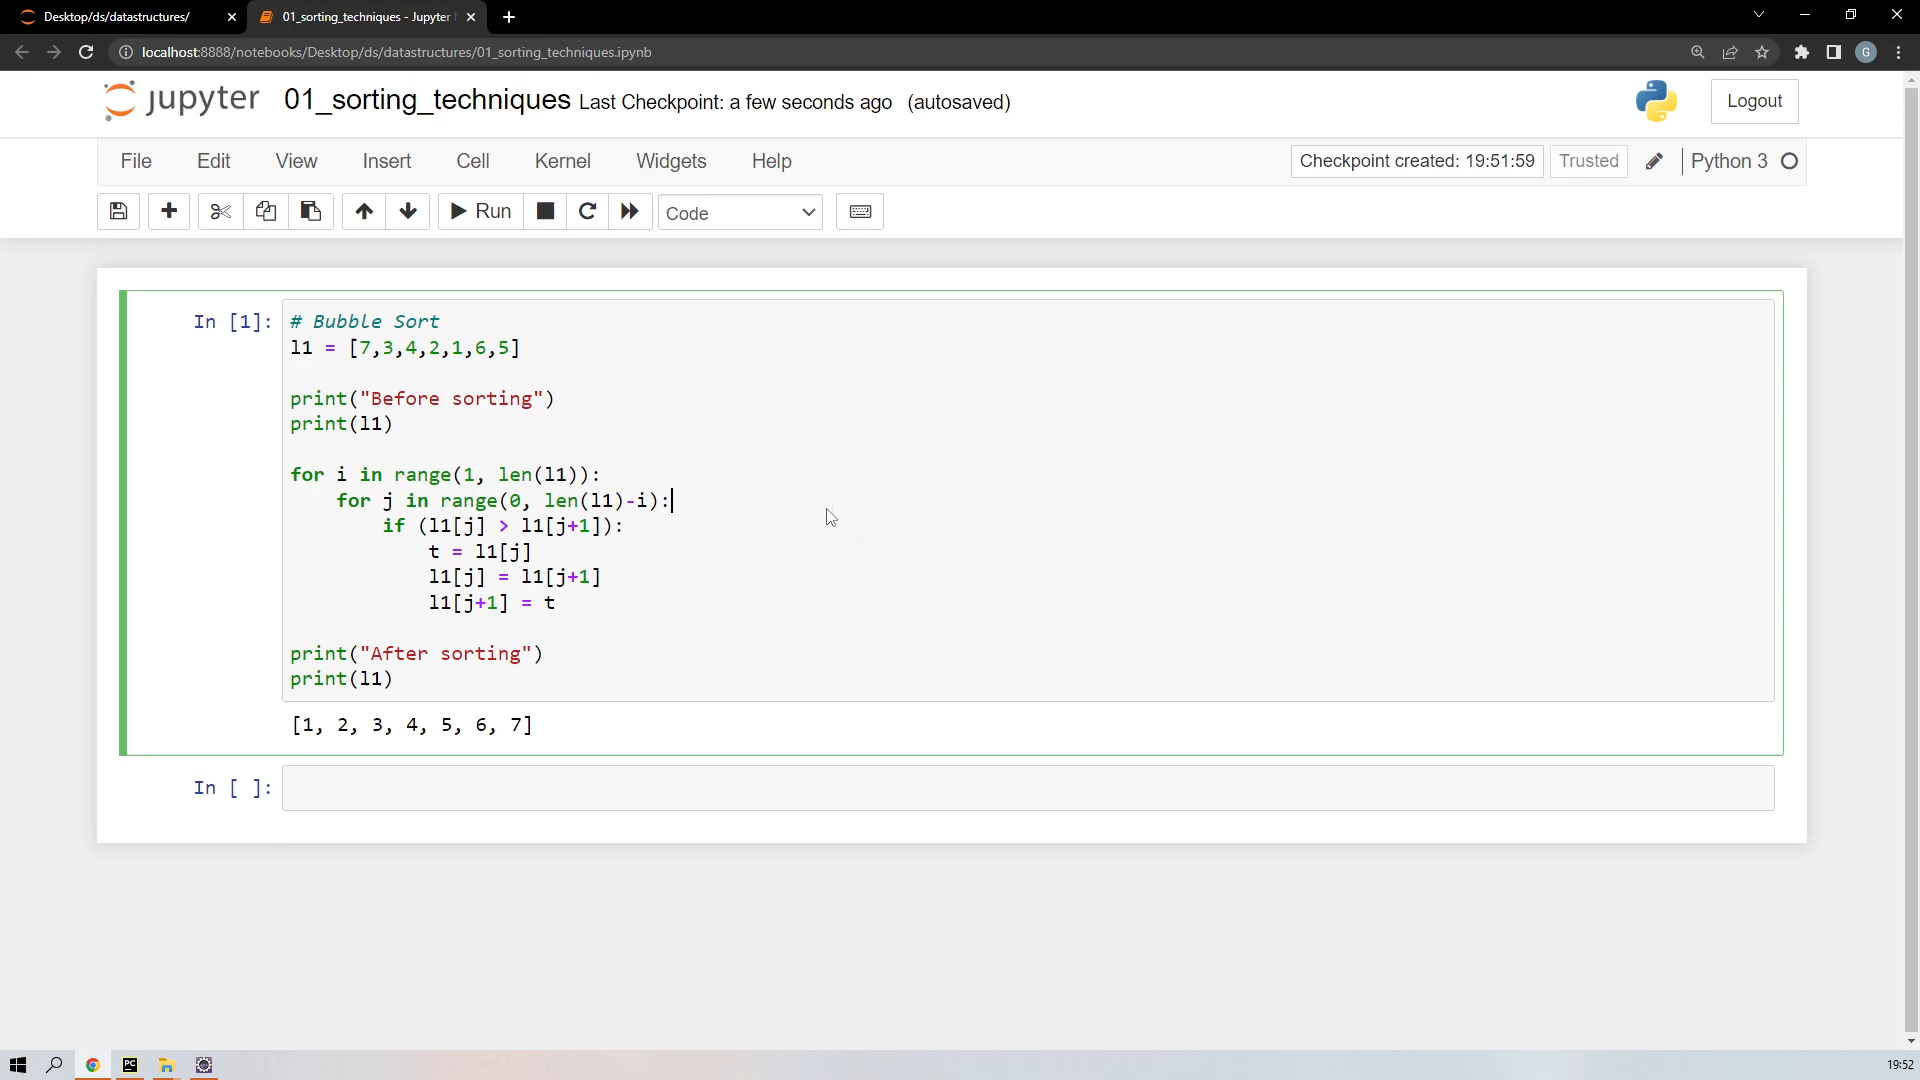 Desktop/ds/datastructures/
01_sorting_techniques - Jupyter
localhost:8888/notebooks/Desktop/ds/datastructures/01_sorting_techniques.ipynb
G
jupyter 01_sorting_techniques Last Checkpoint: a few seconds ago (autosaved)
Logout
File Edit View Insert Cell Kernel Widgets Help
Checkpoint created: 19:51:59 Trusted Python 3
Run Code
In [1]: # Bubble Sort
l1 = [7,3,4,2,1,6,5]
print("Before sorting")
print(l1)
for i in range(1, len(l1)):
    for j in range(0, len(l1)-i):
        if (l1[j] > l1[j+1]):
            t = l1[j]
            l1[j] = l1[j+1]
            l1[j+1] = t
print("After sorting")
print(l1)
[1, 2, 3, 4, 5, 6, 7]
In [ ]:
PC
19:52